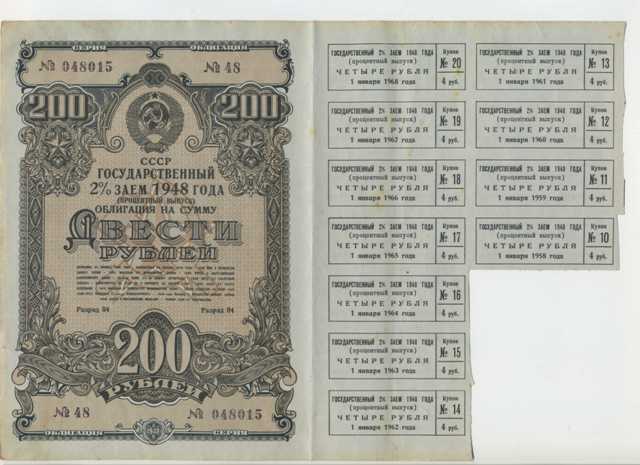 СЕРИЯ ОБЛИГАЦИЯ
№ 048015 № 48
200 200
СССР
ГОСУДАРСТВЕННЫЙ
2% ЗАЕМ 1948 ГОДА
(ПРОЦЕНТНЫЙ ВЫПУСК)
ОБЛИГАЦИЯ НА СУММУ
ДВЕСТИ
РУБЛЕЙ
Разряд 94 Разряд 94
200
РУБЛЕЙ
№ 48 № 048015
ОБЛИГАЦИЯ СЕРИЯ
ГОСУДАРСТВЕННЫЙ 2% ЗАЕМ 1948 ГОДА Купон
(процентный выпуск) № 20
ЧЕТЫРЕ РУБЛЯ
1 января 1968 года 4 руб.
ГОСУДАРСТВЕННЫЙ 2% ЗАЕМ 1948 ГОДА Купон
(процентный выпуск) № 19
ЧЕТЫРЕ РУБЛЯ
1 января 1967 года 4 руб.
ГОСУДАРСТВЕННЫЙ 2% ЗАЕМ 1948 ГОДА Купон
(процентный выпуск) № 18
ЧЕТЫРЕ РУБЛЯ
1 января 1966 года 4 руб.
ГОСУДАРСТВЕННЫЙ 2% ЗАЕМ 1948 ГОДА Купон
(процентный выпуск) № 17
ЧЕТЫРЕ РУБЛЯ
1 января 1965 года 4 руб.
ГОСУДАРСТВЕННЫЙ 2% ЗАЕМ 1948 ГОДА Купон
(процентный выпуск) № 16
ЧЕТЫРЕ РУБЛЯ
1 января 1964 года 4 руб.
ГОСУДАРСТВЕННЫЙ 2% ЗАЕМ 1948 ГОДА Купон
(процентный выпуск) № 15
ЧЕТЫРЕ РУБЛЯ
1 января 1963 года 4 руб.
ГОСУДАРСТВЕННЫЙ 2% ЗАЕМ 1948 ГОДА Купон
(процентный выпуск) № 14
ЧЕТЫРЕ РУБЛЯ
1 января 1962 года 4 руб.
ГОСУДАРСТВЕННЫЙ 2% ЗАЕМ 1948 ГОДА Купон
(процентный выпуск) № 13
ЧЕТЫРЕ РУБЛЯ
1 января 1961 года 4 руб.
ГОСУДАРСТВЕННЫЙ 2% ЗАЕМ 1948 ГОДА Купон
(процентный выпуск) № 12
ЧЕТЫРЕ РУБЛЯ
1 января 1960 года 4 руб.
ГОСУДАРСТВЕННЫЙ 2% ЗАЕМ 1948 ГОДА Купон
(процентный выпуск) № 11
ЧЕТЫРЕ РУБЛЯ
1 января 1959 года 4 руб.
ГОСУДАРСТВЕННЫЙ 2% ЗАЕМ 1948 ГОДА Купон
(процентный выпуск) № 10
ЧЕТЫРЕ РУБЛЯ
1 января 1958 года 4 руб.